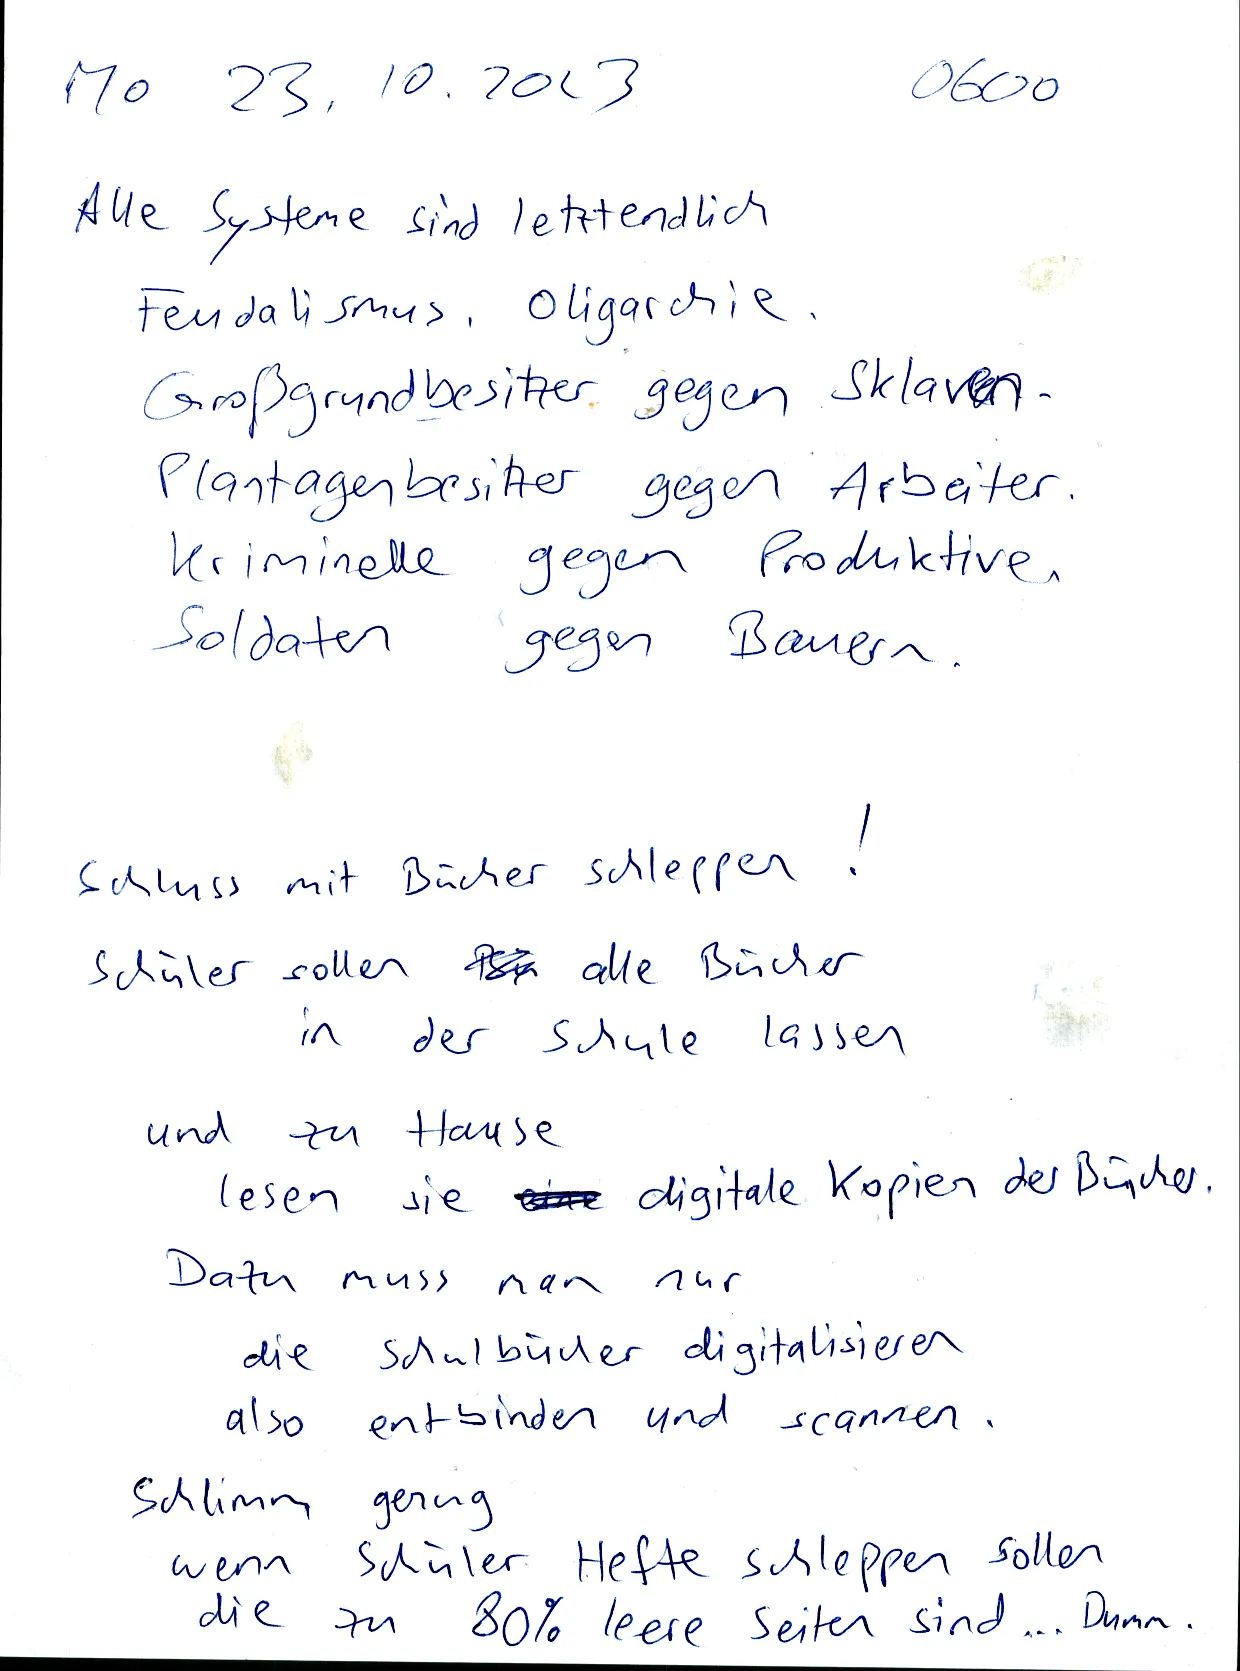 Mo 23.10.2023 0600
Alle Systeme sind letztendlich
Feudalismus. Oligarchie.
Großgrundbesitzer gegen Sklaven.
Plantagenbesitzer gegen Arbeiter.
Kriminelle gegen Produktive.
Soldaten gegen Bauern.
Schluss mit Bücher schleppen!
Schüler sollen alle Bücher
in der Schule lassen
und zu Hause
lesen sie eine digitale Kopien der Bücher.
Dazu muss man nur
die Schulbücher digitalisieren
also entbinden und scannen.
Schlimm genug
wenn Schüler Hefte schleppen sollen
die zu 80% leere Seiten sind... Dumm.